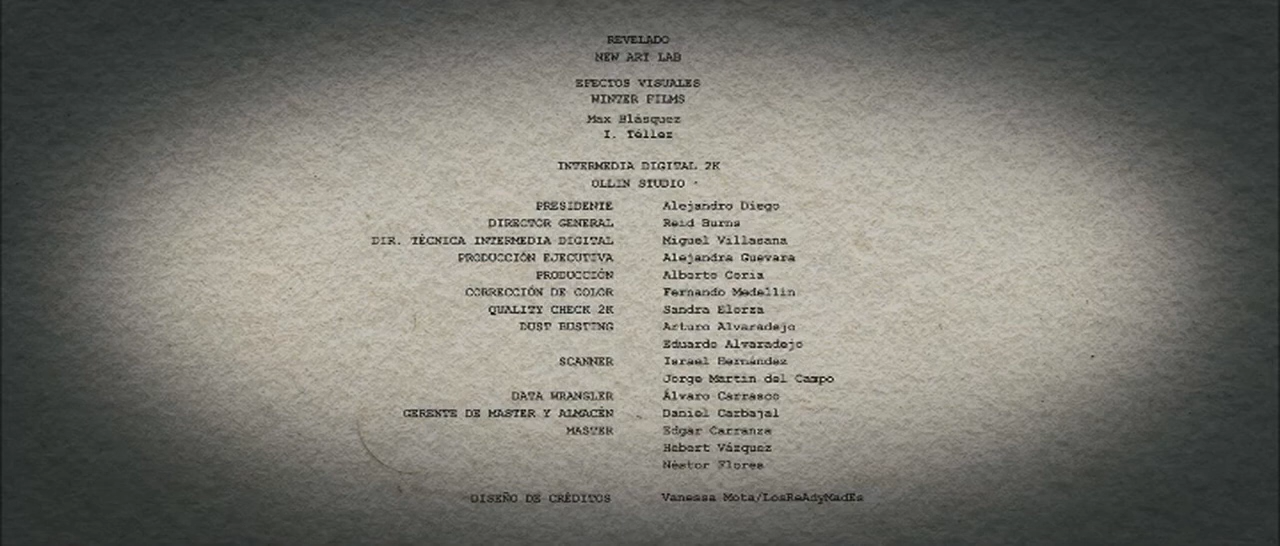 REVELADO
NEW ART LAB
EFECTOS VISUALES
WINTER FILMS
Max Blásquez
I. Téllez
INTERMEDIA DIGITAL 2K
OLLIN STUDIO
PRESIDENTE Alejandro Diego
DIRECTOR GENERAL Reid Burns
DIR. TÉCNICA INTERMEDIA DIGITAL Miguel Villasana
PRODUCCIÓN EJECUTIVA Alejandra Guevara
PRODUCCIÓN Alberto Coria
CORRECCIÓN DE COLOR Fernando Medellin
QUALITY CHECK 2K Sandra Elorza
DUST BUSTING Arturo Alvaradejo
Eduardo Alvaradejo
SCANNER Israel Hernández
Jorge Martin del Campo
DATA WRANGLER Álvaro Carrasco
GERENTE DE MASTER Y ALMACÉN Daniel Carbajal
MASTER Edgar Carranza
Hebert Vázquez
Néstor Flores
DISEÑO DE CRÉDITOS Vanessa Mota/LosReAdyMadEs